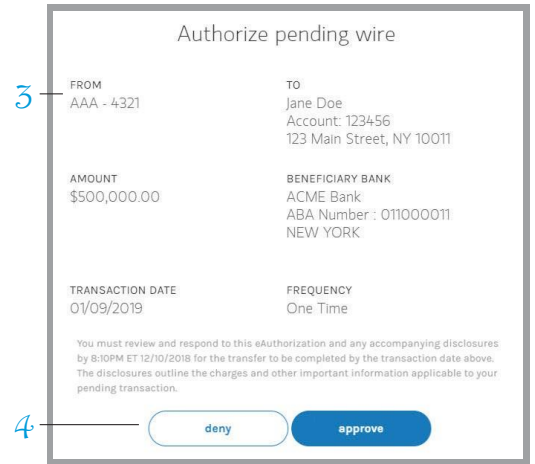 Authorize pending wire
3
FROM
AAA - 4321
TO
Jane Doe
Account: 123456
123 Main Street, NY 10011
AMOUNT
$500,000.00
BENEFICIARY BANK
ACME Bank
ABA Number : 011000011
NEW YORK
TRANSACTION DATE
01/09/2019
FREQUENCY
One Time
You must review and respond to this eAuthorization and any accompanying disclosures
by 8:10PM ET 12/10/2018 for the transfer to be completed by the transaction date above.
The disclosures outline the charges and other important information applicable to your
pending transaction.
4
deny
approve